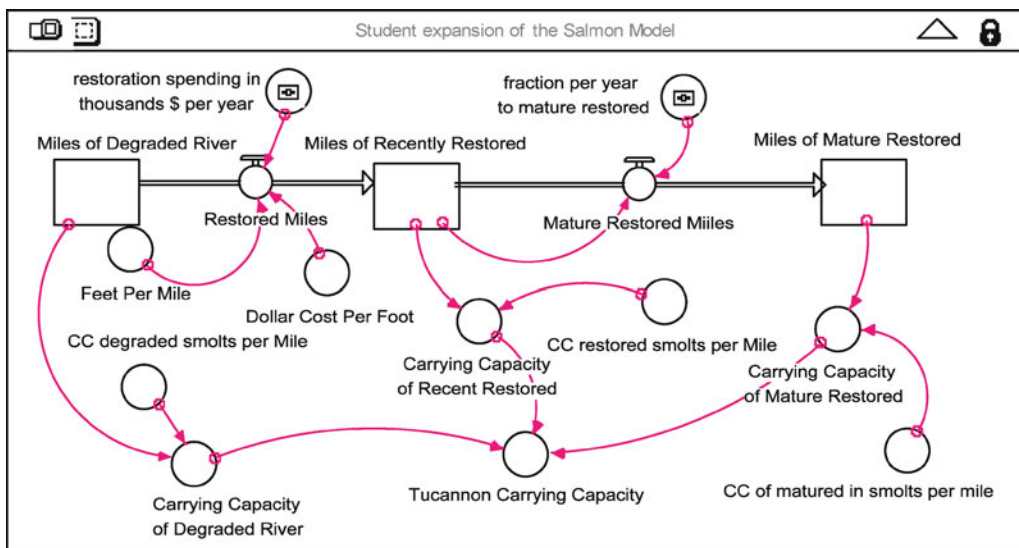 Student expansion of the Salmon Model
restoration spending in
thousands $ per year
fraction per year
to mature restored
Miles of Degraded River
Miles of Recently Restored
Miles of Mature Restored
Restored Miles
Mature Restored Miiles
Feet Per Mile
Dollar Cost Per Foot
CC degraded smolts per Mile
Carrying Capacity
of Recent Restored
CC restored smolts per Mile
Carrying Capacity
of Mature Restored
Carrying Capacity
of Degraded River
Tucannon Carrying Capacity
CC of matured in smolts per mile